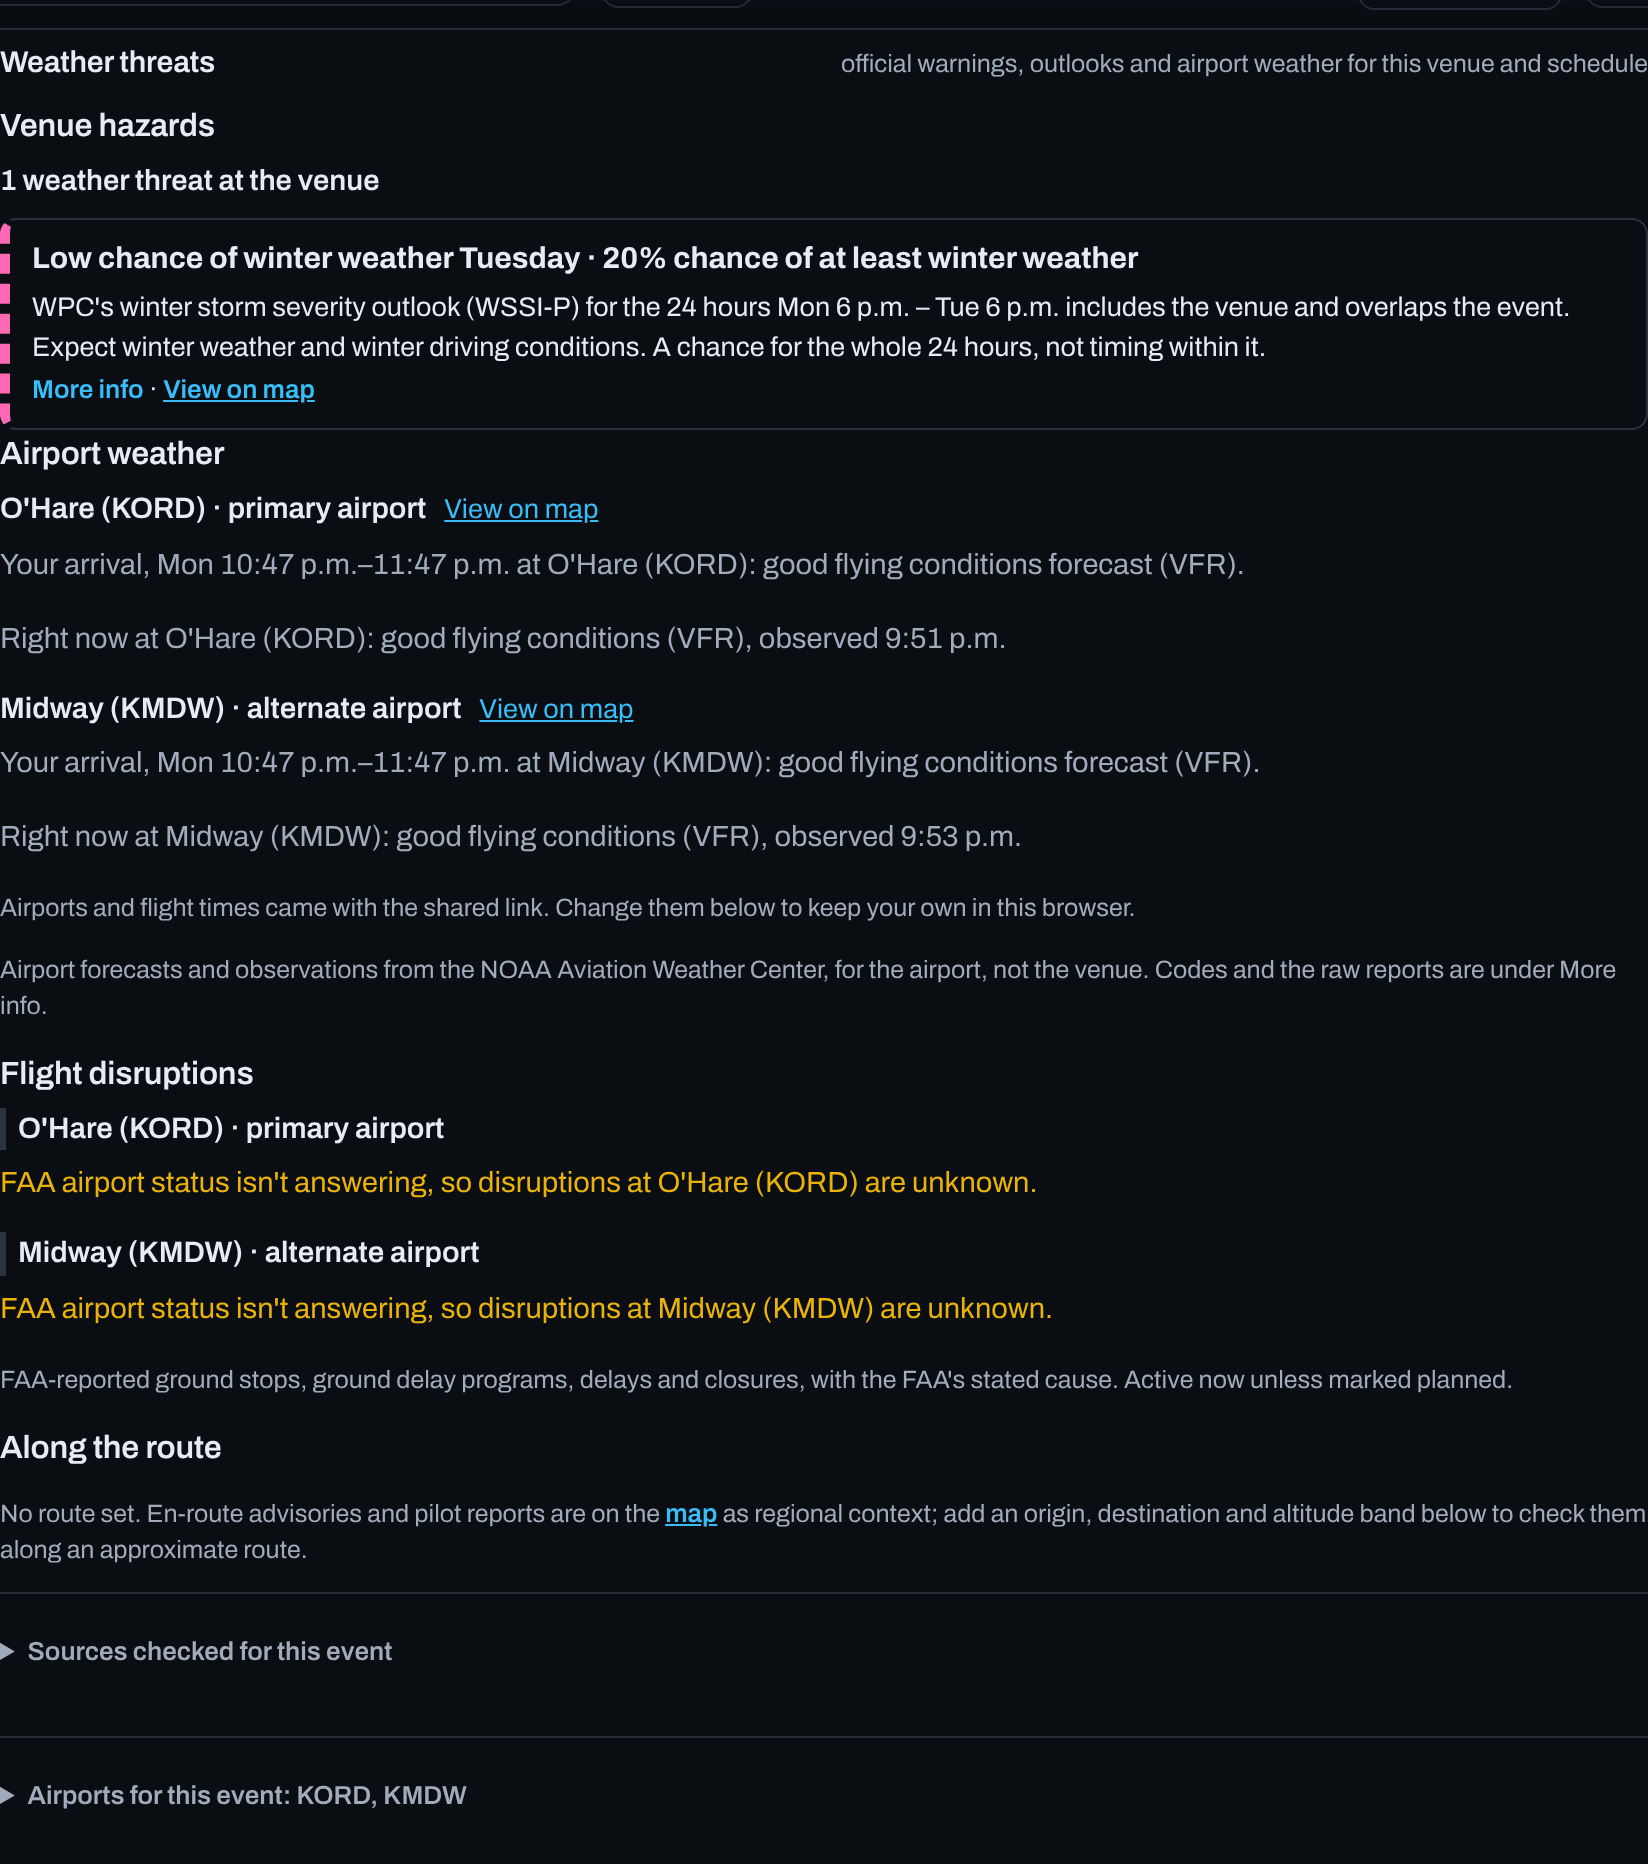 Weather threats
official warnings, outlooks and airport weather for this venue and schedule
Venue hazards
1 weather threat at the venue
Low chance of winter weather Tuesday · 20% chance of at least winter weather
WPC's winter storm severity outlook (WSSI-P) for the 24 hours Mon 6 p.m. – Tue 6 p.m. includes the venue and overlaps the event.
Expect winter weather and winter driving conditions. A chance for the whole 24 hours, not timing within it.
More info · View on map
Airport weather
O'Hare (KORD) · primary airport View on map
Your arrival, Mon 10:47 p.m.–11:47 p.m. at O'Hare (KORD): good flying conditions forecast (VFR).
Right now at O'Hare (KORD): good flying conditions (VFR), observed 9:51 p.m.
Midway (KMDW) · alternate airport View on map
Your arrival, Mon 10:47 p.m.–11:47 p.m. at Midway (KMDW): good flying conditions forecast (VFR).
Right now at Midway (KMDW): good flying conditions (VFR), observed 9:53 p.m.
Airports and flight times came with the shared link. Change them below to keep your own in this browser.
Airport forecasts and observations from the NOAA Aviation Weather Center, for the airport, not the venue. Codes and the raw reports are under More
info.
Flight disruptions
O'Hare (KORD) · primary airport
FAA airport status isn't answering, so disruptions at O'Hare (KORD) are unknown.
Midway (KMDW) · alternate airport
FAA airport status isn't answering, so disruptions at Midway (KMDW) are unknown.
FAA-reported ground stops, ground delay programs, delays and closures, with the FAA's stated cause. Active now unless marked planned.
Along the route
No route set. En-route advisories and pilot reports are on the map as regional context; add an origin, destination and altitude band below to check them
along an approximate route.
Sources checked for this event
Airports for this event: KORD, KMDW